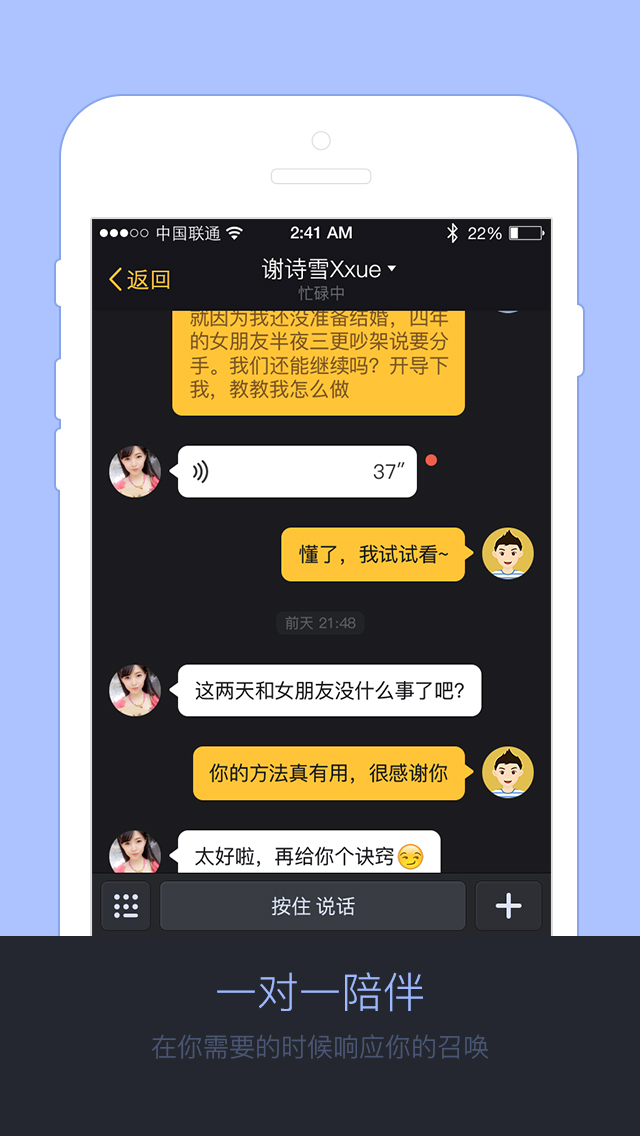 中国联通
2:41 AM
22%
返回
谢诗雪Xxue
忙碌中
就因为我还没准备结婚，四年
的女朋友半夜三更吵架说要分
手。我们还能继续吗？开导下
我，教教我怎么做
37″
懂了，我试试看~
前天 21:48
这两天和女朋友没什么事了吧？
你的方法真有用，很感谢你
太好啦，再给你个诀窍😏
按住 说话
一对一陪伴
在你需要的时候响应你的召唤